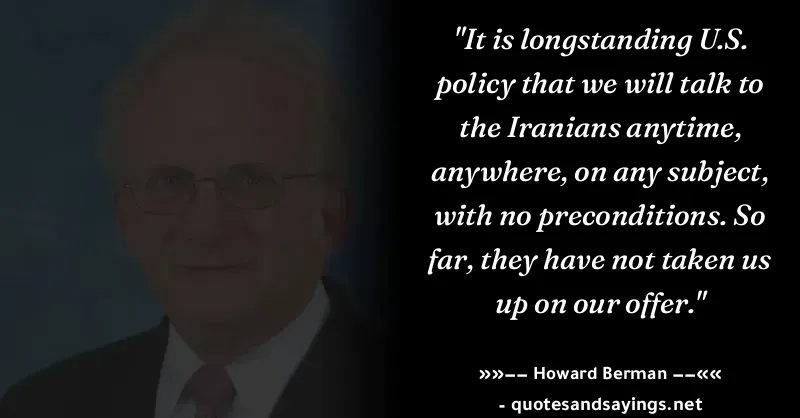 "It is longstanding U.S.
policy that we will talk to
the Iranians anytime,
anywhere, on any subject,
with no preconditions. So
far, they have not taken us
up on our offer."
»»−− Howard Berman −−««
- quotesandsayings.net